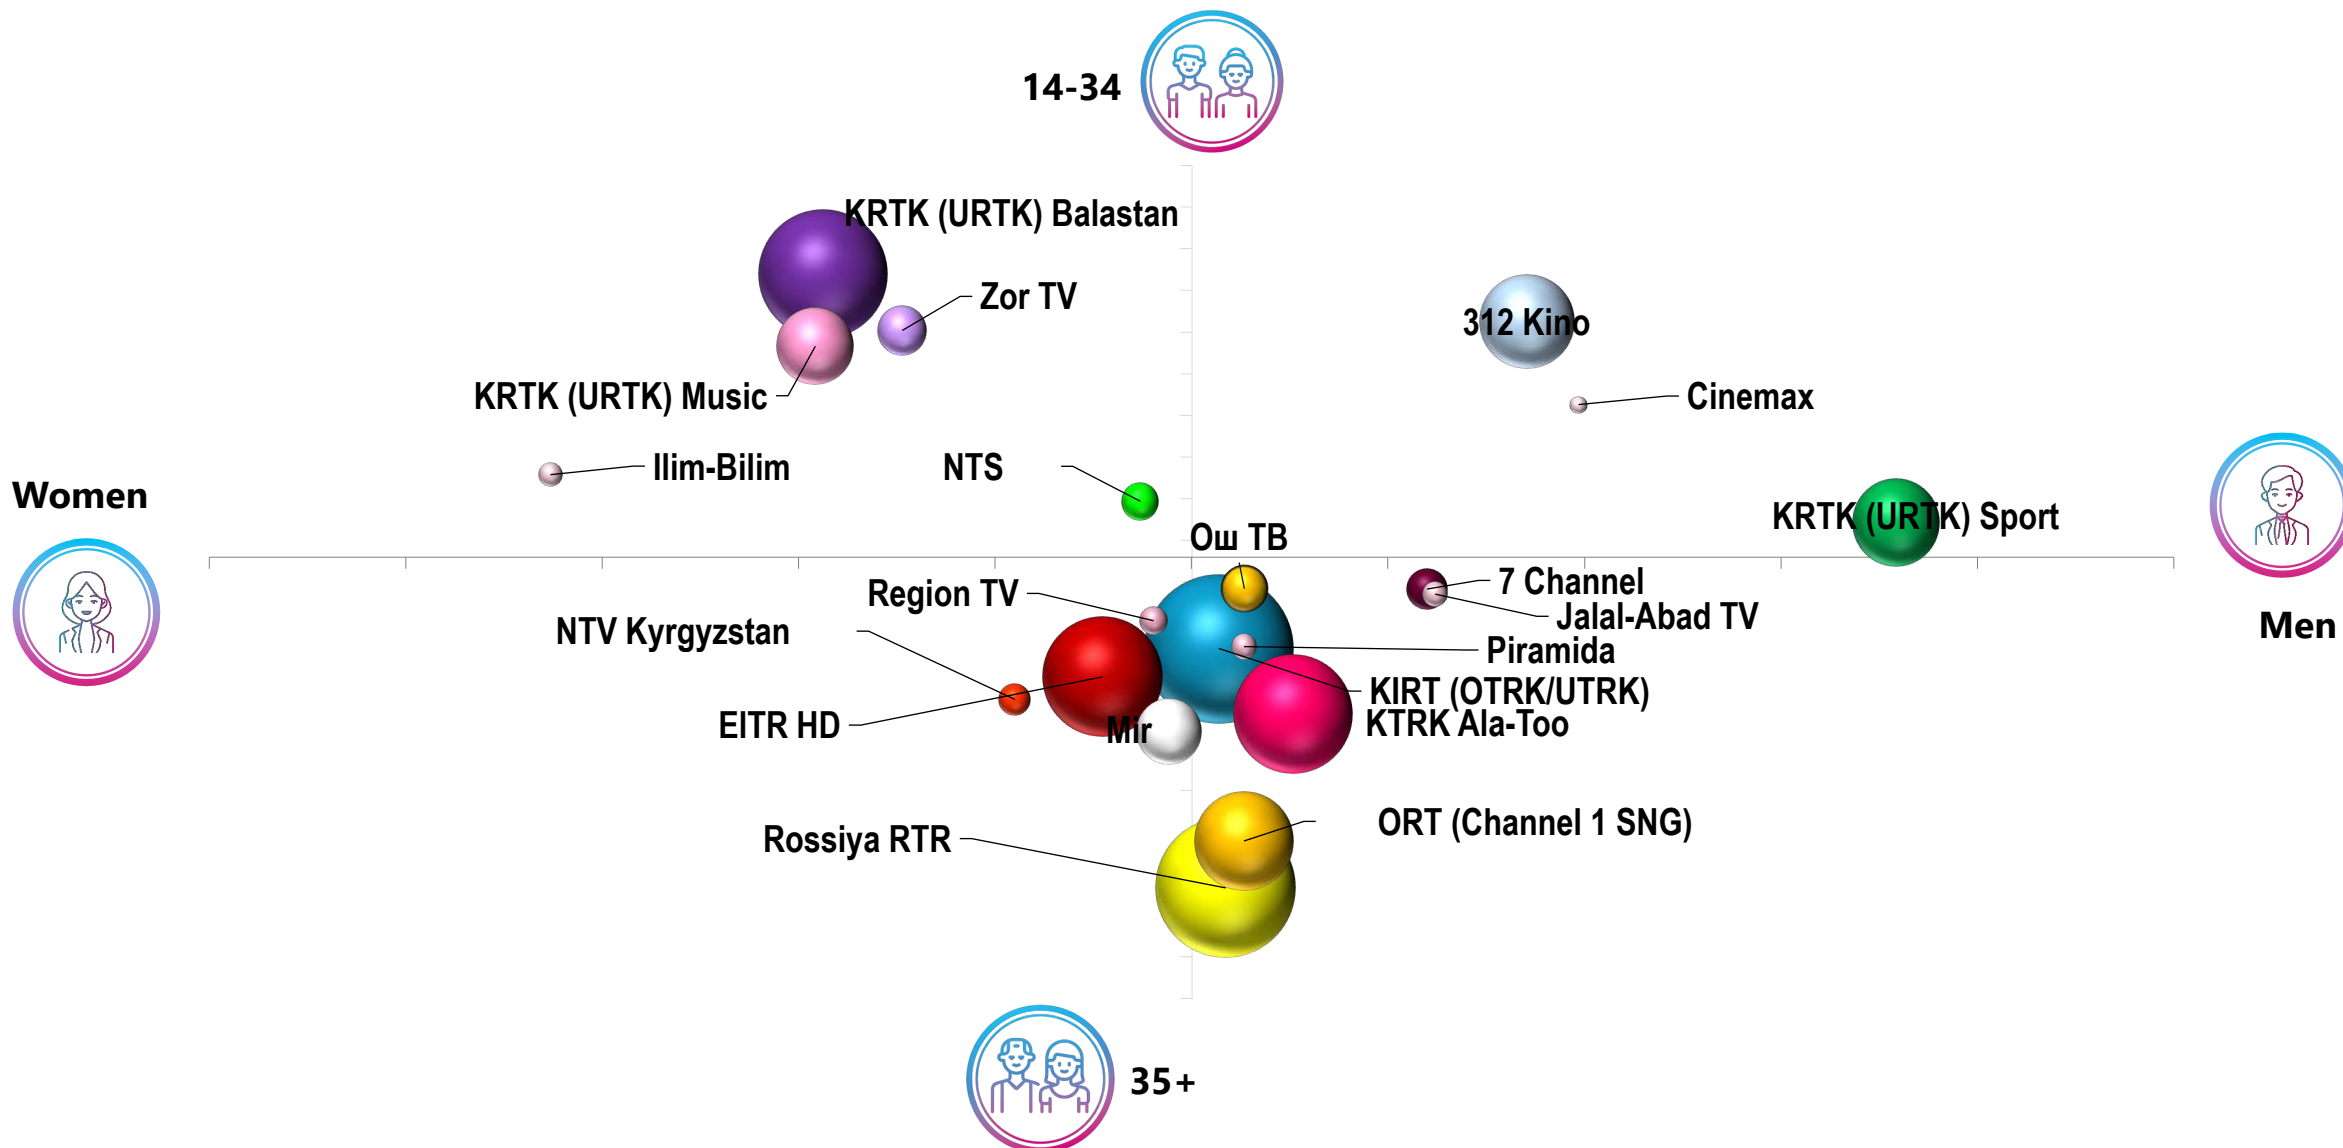 14-34
KRTK (URTK) Balastan
Zor TV
312 Kino
KRTK (URTK) Music
Cinemax
Ilim-Bilim
NTS
Women
KRTK (URTK) Sport
Ош ТВ
7 Channel
Region TV
Jalal-Abad TV
Men
NTV Kyrgyzstan
Piramida
KIRT (OTRK/UTRK)
EITR HD
Mir
KTRK Ala-Too
ORT (Channel 1 SNG)
Rossiya RTR
35+